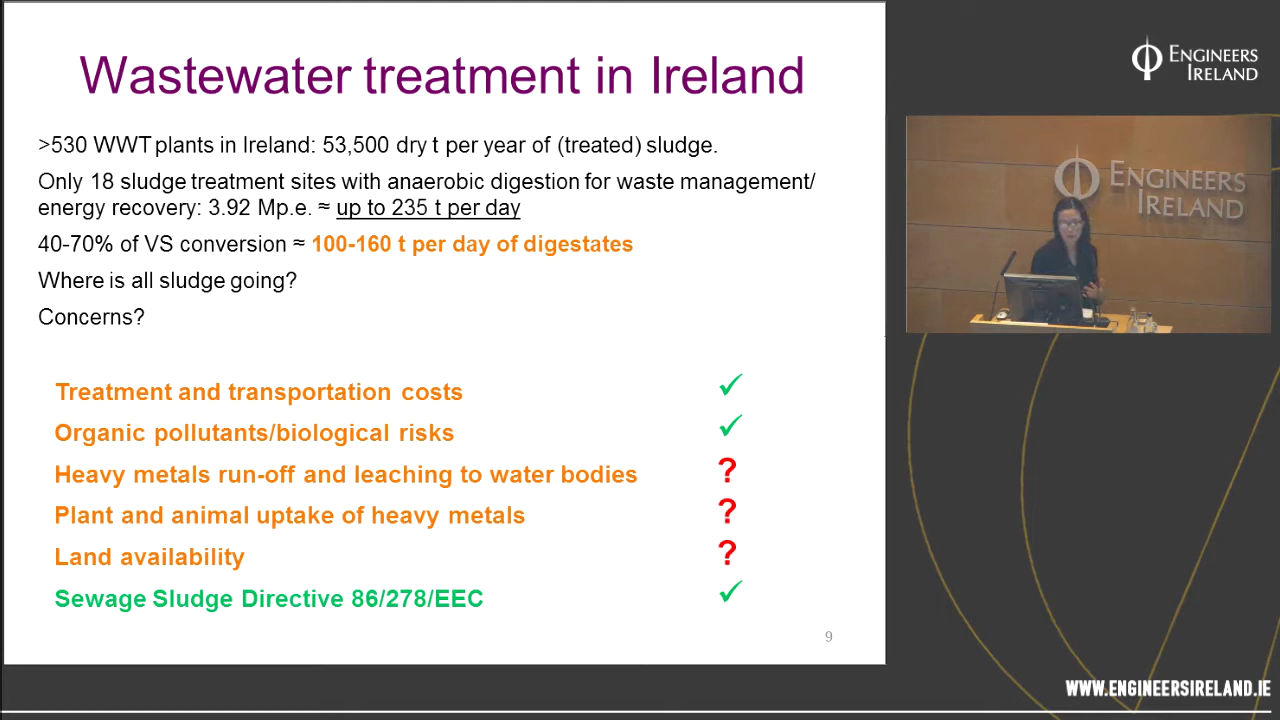 Wastewater treatment in Ireland
>530 WWT plants in Ireland: 53,500 dry t per year of (treated) sludge.
Only 18 sludge treatment sites with anaerobic digestion for waste management/
energy recovery: 3.92 Mp.e. ≈ up to 235 t per day
40-70% of VS conversion ≈ 100-160 t per day of digestates
Where is all sludge going?
Concerns?
Treatment and transportation costs ✓
Organic pollutants/biological risks ✓
Heavy metals run-off and leaching to water bodies ?
Plant and animal uptake of heavy metals ?
Land availability ?
Sewage Sludge Directive 86/278/EEC ✓
9
ENGINEERS
IRELAND
ENGINEERS
IRELAND
WWW.ENGINEERSIRELAND.IE